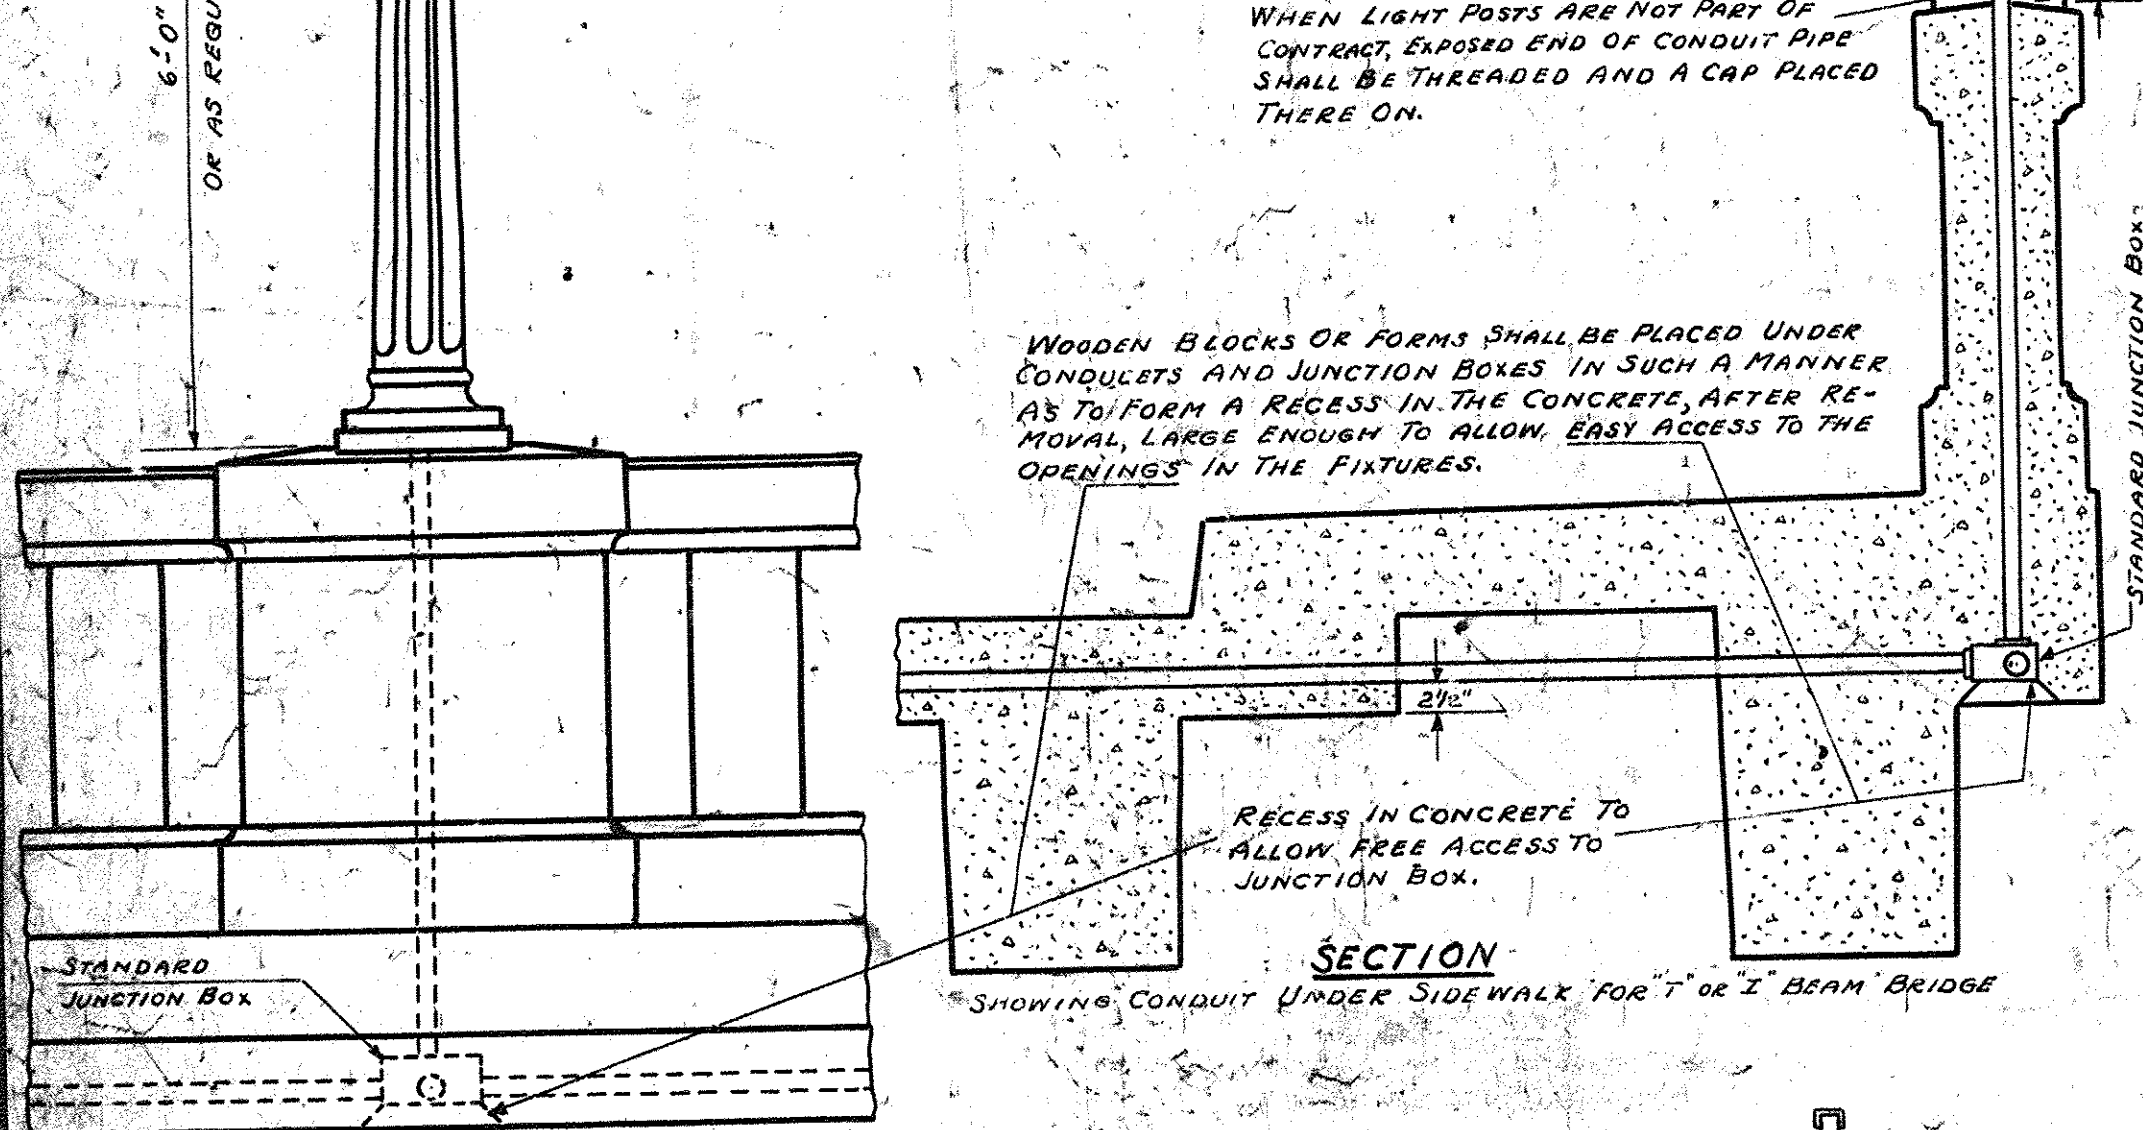 6'-0"
OR AS REQU
WHEN LIGHT POSTS ARE NOT PART OF
CONTRACT, EXPOSED END OF CONDUIT PIPE
SHALL BE THREADED AND A CAP PLACED
THERE ON.
WOODEN BLOCKS OR FORMS SHALL BE PLACED UNDER
CONDULETS AND JUNCTION BOXES IN SUCH A MANNER
AS TO FORM A RECESS IN THE CONCRETE, AFTER RE-
MOVAL, LARGE ENOUGH TO ALLOW EASY ACCESS TO THE
OPENINGS IN THE FIXTURES.
STANDARD JUNCTION BOX
2½"
RECESS IN CONCRETE TO
ALLOW FREE ACCESS TO
JUNCTION BOX.
SECTION
SHOWING CONDUIT UNDER SIDEWALK FOR "T" OR "I" BEAM BRIDGE
STANDARD
JUNCTION BOX